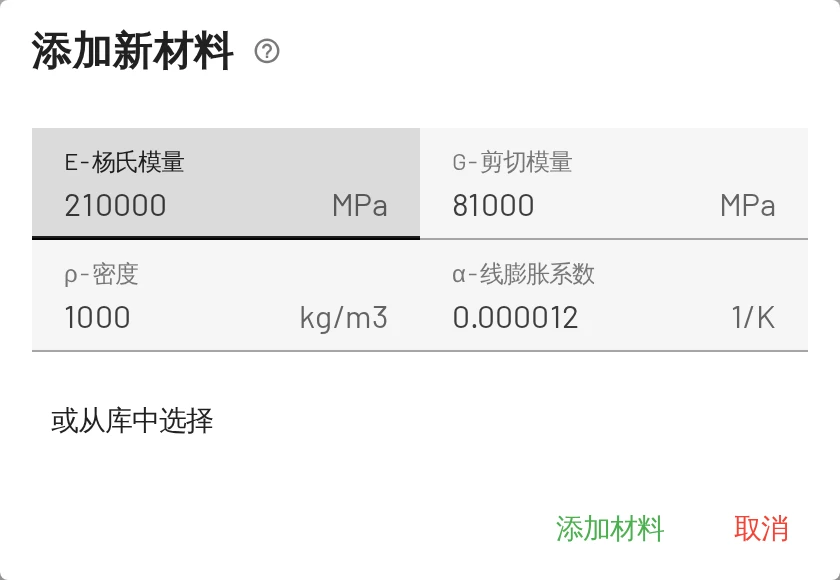 添加新材料 ?
E-杨氏模量
210000 MPa
G-剪切模量
81000 MPa
ρ-密度
1000 kg/m3
α-线膨胀系数
0.000012 1/K
或从库中选择
添加材料 取消